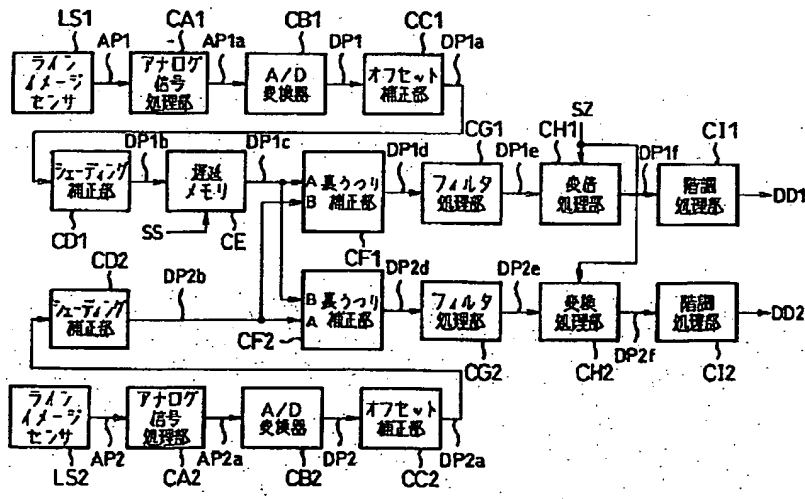 LS1
CA1
CB1
CC1
AP1
AP1a
DP1
DP1a
ライン
イメージ
センサ
アナログ
信号
処理部
A/D
変換器
オフセット
補正部
SZ
DP1b
DP1c
CG1
CH1
CI1
シェーディング
補正部
遅延
メモリ
A
B
裏うつり
補正部
DP1d
フィルタ
処理部
DP1e
変倍
処理部
DP1f
階調
処理部
DD1
CD1
SS
CE
CF1
CD2
DP2b
DP2d
DP2e
シェーディング
補正部
B
A
裏うつり
補正部
フィルタ
処理部
変換
処理部
階調
処理部
DD2
CF2
CG2
CH2
DP2f
CI2
ライン
イメージ
センサ
アナログ
信号
処理部
A/D
変換器
オフセット
補正部
AP2
AP2a
DP2
DP2a
LS2
CA2
CB2
CC2